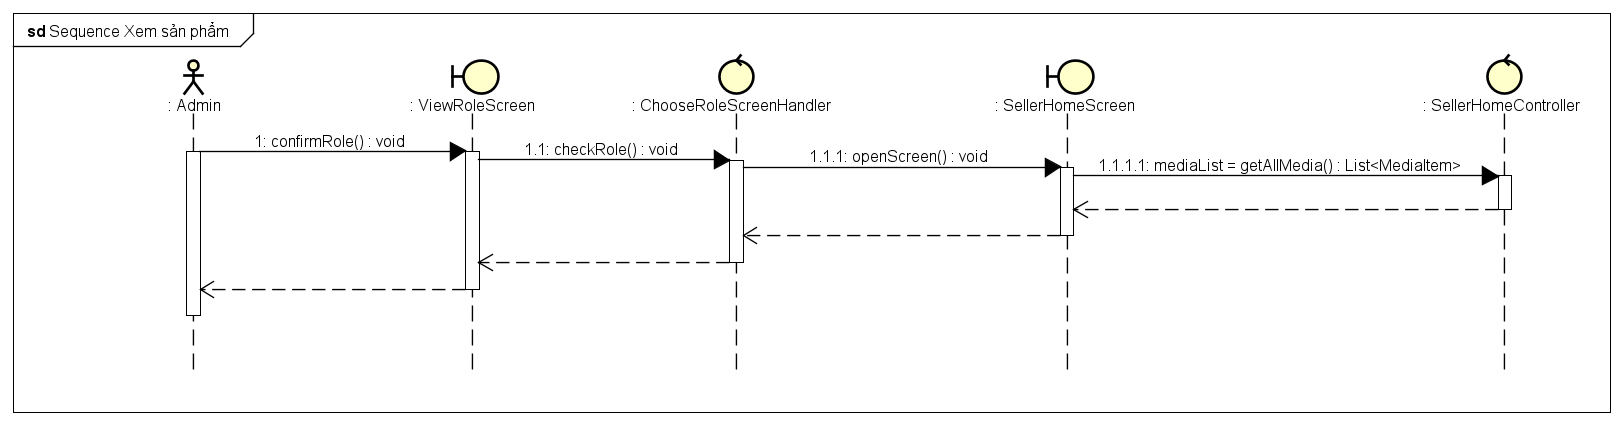 sd Sequence Xem sản phẩm
: Admin
: ViewRoleScreen
: ChooseRoleScreenHandler
: SellerHomeScreen
: SellerHomeController
1: confirmRole() : void
1.1: checkRole() : void
1.1.1: openScreen() : void
1.1.1.1: mediaList = getAllMedia() : List<MediaItem>